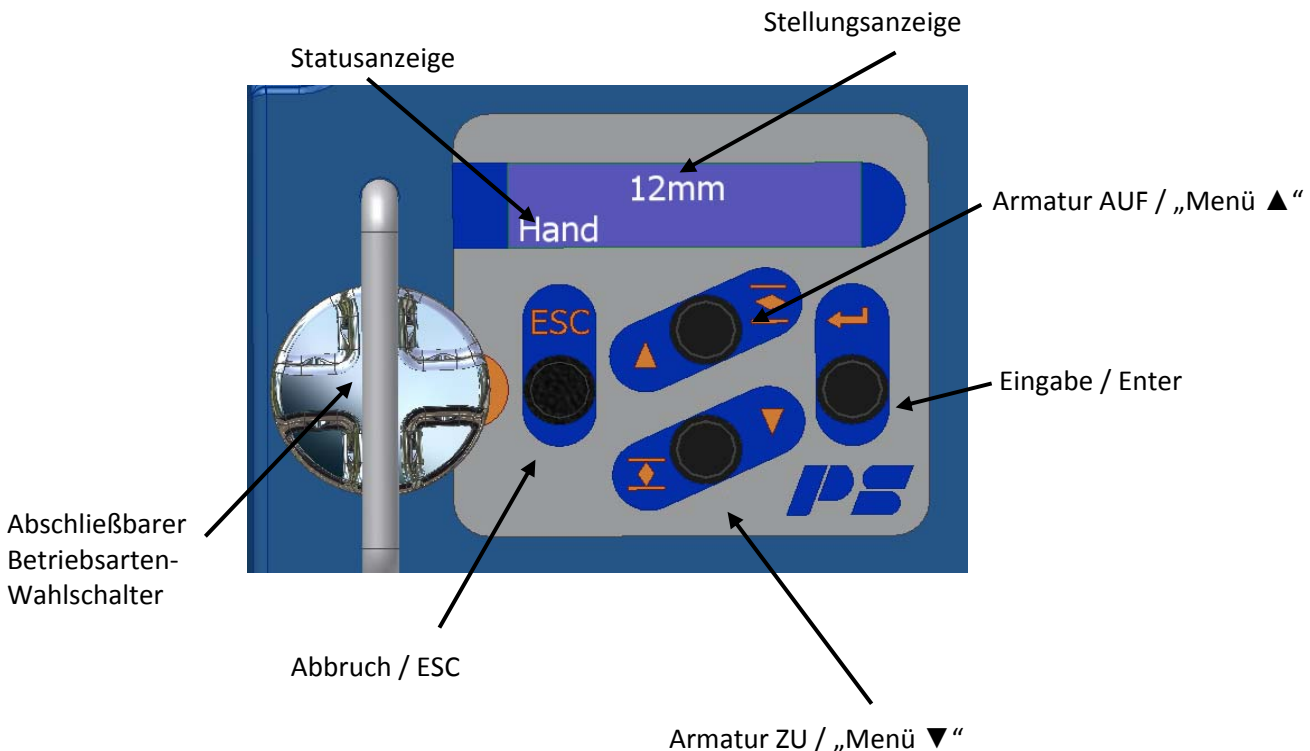 Stellungsanzeige
Statusanzeige
12mm
Hand
Armatur AUF / „Menü ▲“
ESC
Eingabe / Enter
PS
Abschließbarer
Betriebsarten-
Wahlschalter
Abbruch / ESC
Armatur ZU / „Menü ▼“